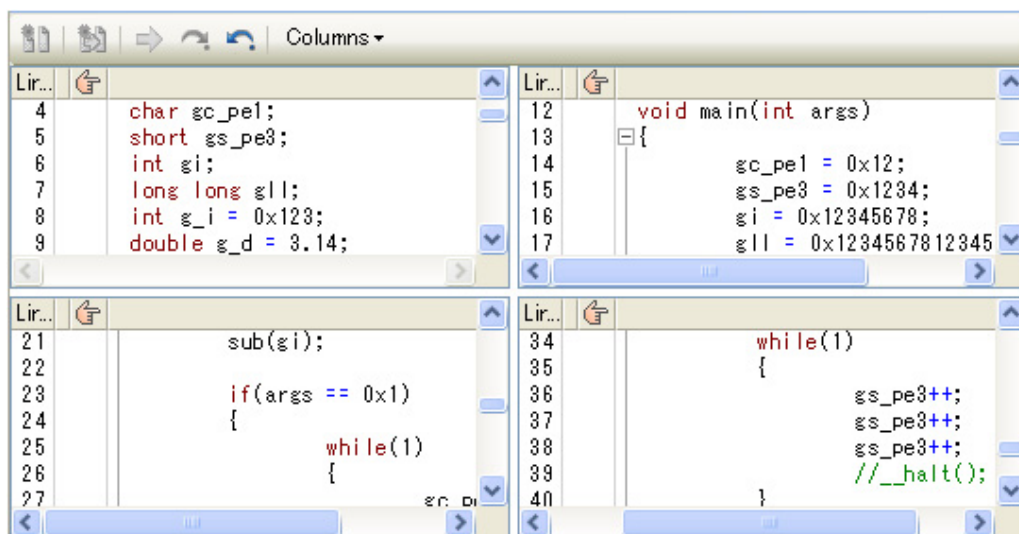 Columns
Lir...
4 char gc_pe1;
5 short gs_pe3;
6 int gi;
7 long long gll;
8 int g_i = 0x123;
9 double g_d = 3.14;
Lir...
12 void main(int args)
13 {
14 gc_pe1 = 0x12;
15 gs_pe3 = 0x1234;
16 gi = 0x12345678;
17 gll = 0x1234567812345
Lir...
21 sub(gi);
22
23 if(args == 0x1)
24 {
25 while(1)
26 {
27
Lir...
34 while(1)
35 {
36 gs_pe3++;
37 gs_pe3++;
38 gs_pe3++;
39 //__halt();
40 }